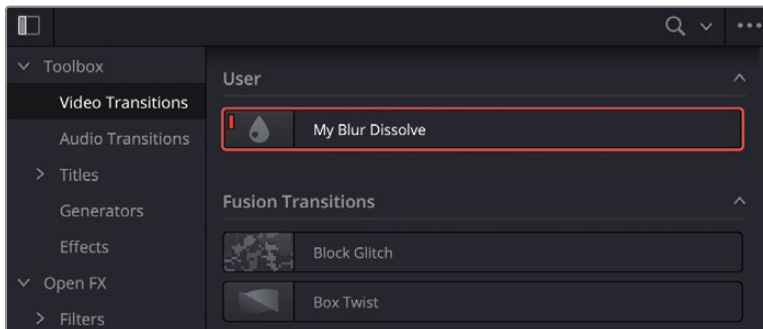 Toolbox
Video Transitions
Audio Transitions
Titles
Generators
Effects
Open FX
Filters
User
My Blur Dissolve
Fusion Transitions
Block Glitch
Box Twist